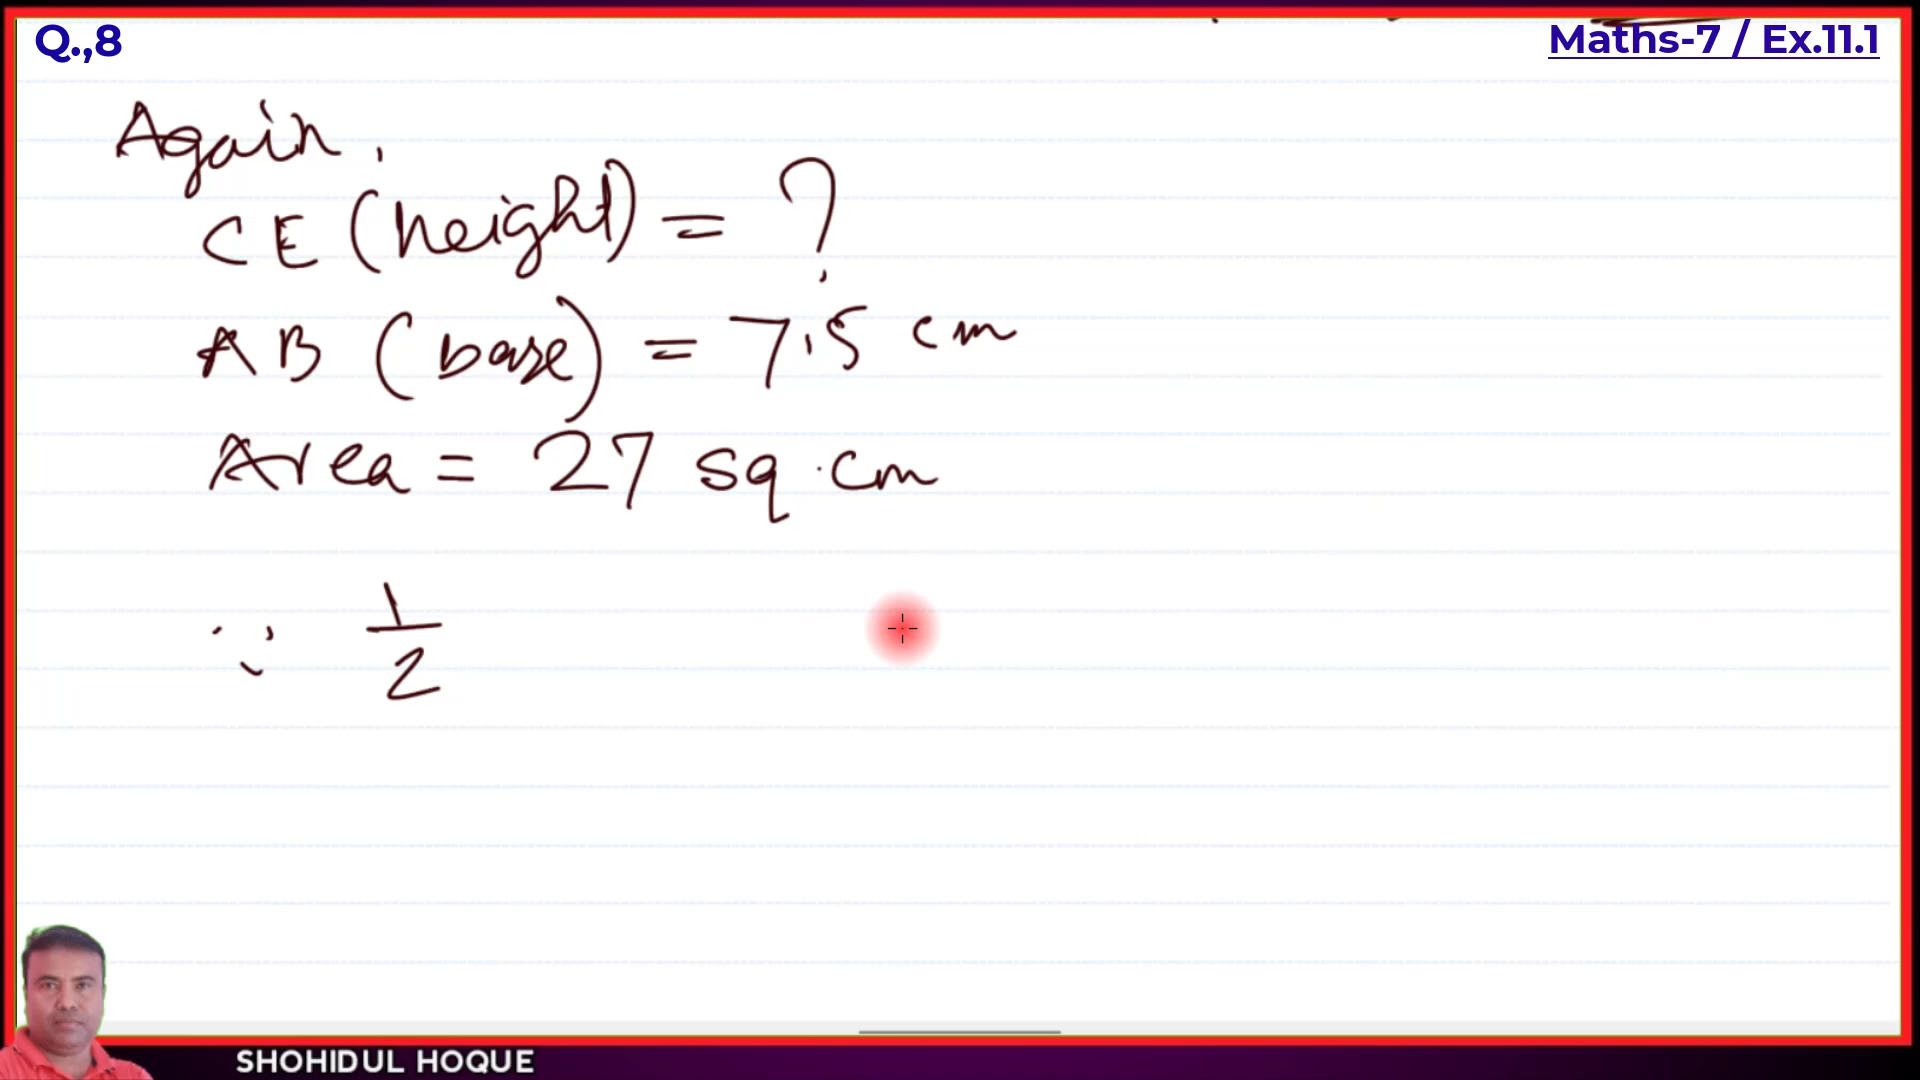 Q.,8
Maths-7 / Ex.11.1
Again,
CE (height) = ?
AB (base) = 7.5 cm
Area = 27 sq.cm
∵ 1/2
SHOHIDUL HOQUE